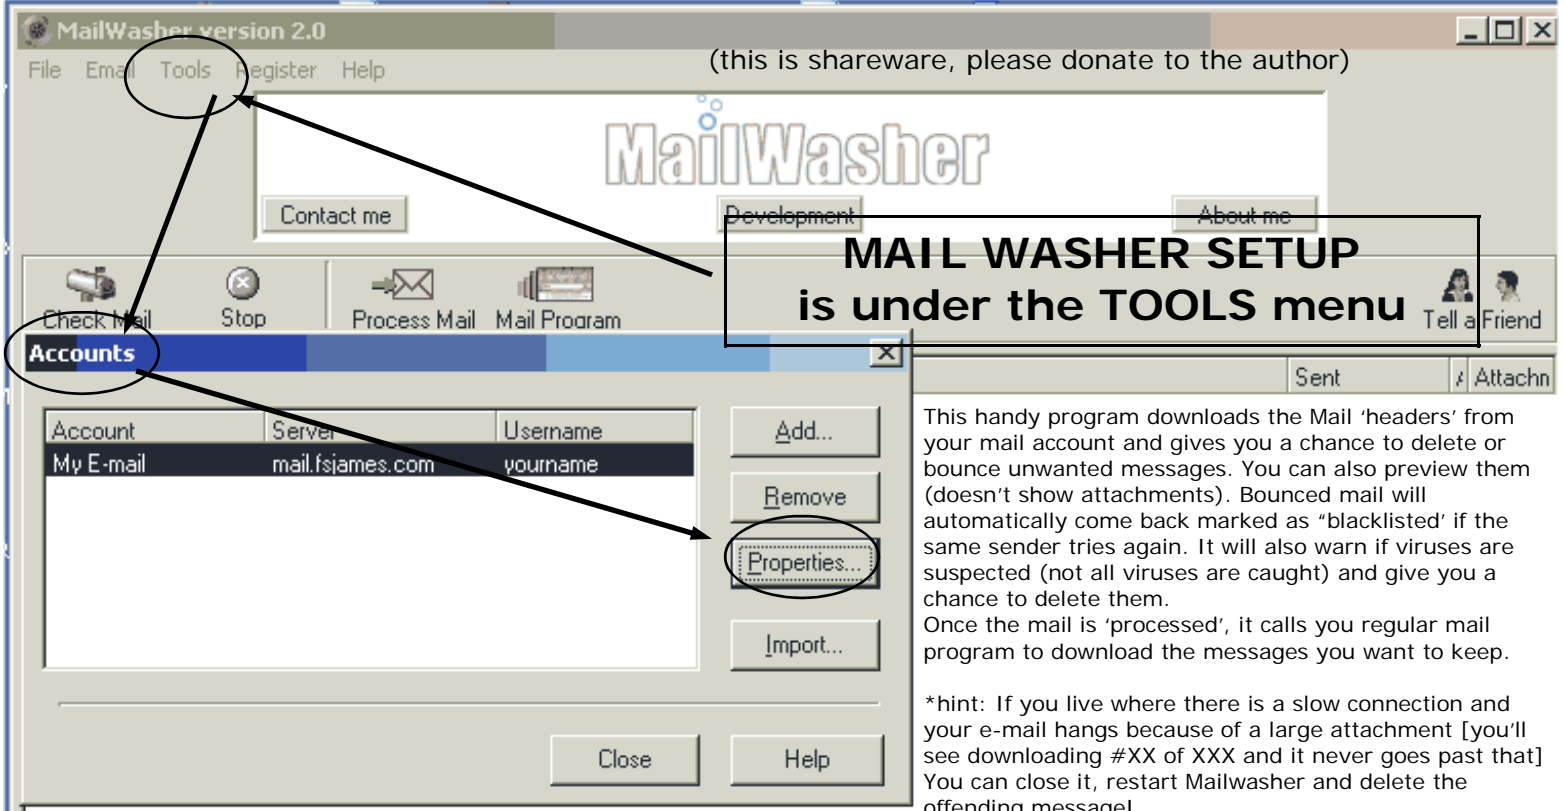 MailWasher version 2.0
File Email Tools Register Help
(this is shareware, please donate to the author)
MailWasher
Contact me Development About me
MAIL WASHER SETUP
is under the TOOLS menu
Check Mail Stop Process Mail Mail Program Tell a Friend
Accounts
Sent Attachn
Account Server Username
My E-mail mail.fsjames.com yourname
Add...
Remove
Properties...
Import...
Close Help
This handy program downloads the Mail ‘headers’ from
your mail account and gives you a chance to delete or
bounce unwanted messages. You can also preview them
(doesn’t show attachments). Bounced mail will
automatically come back marked as “blacklisted’ if the
same sender tries again. It will also warn if viruses are
suspected (not all viruses are caught) and give you a
chance to delete them.
Once the mail is ‘processed’, it calls you regular mail
program to download the messages you want to keep.
*hint: If you live where there is a slow connection and
your e-mail hangs because of a large attachment [you’ll
see downloading #XX of XXX and it never goes past that]
You can close it, restart Mailwasher and delete the
offending message!